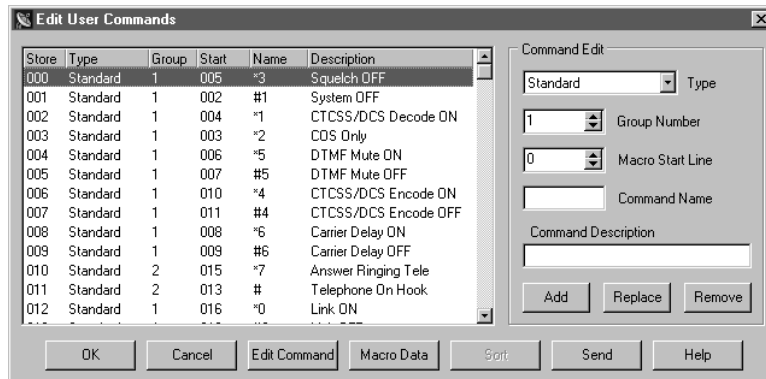 Edit User Commands
Store Type Group Start Name Description
000 Standard 1 005 *3 Squelch OFF
001 Standard 1 002 #1 System OFF
002 Standard 1 004 *1 CTCSS/DCS Decode ON
003 Standard 1 003 *2 COS Only
004 Standard 1 006 *5 DTMF Mute ON
005 Standard 1 007 #5 DTMF Mute OFF
006 Standard 1 010 *4 CTCSS/DCS Encode ON
007 Standard 1 011 #4 CTCSS/DCS Encode OFF
008 Standard 1 008 *6 Carrier Delay ON
009 Standard 1 009 #6 Carrier Delay OFF
010 Standard 2 015 *7 Answer Ringing Tele
011 Standard 2 013 # Telephone On Hook
012 Standard 1 016 *0 Link ON
Command Edit
Standard Type
1 Group Number
0 Macro Start Line
Command Name
Command Description
Add Replace Remove
OK Cancel Edit Command Macro Data Sort Send Help